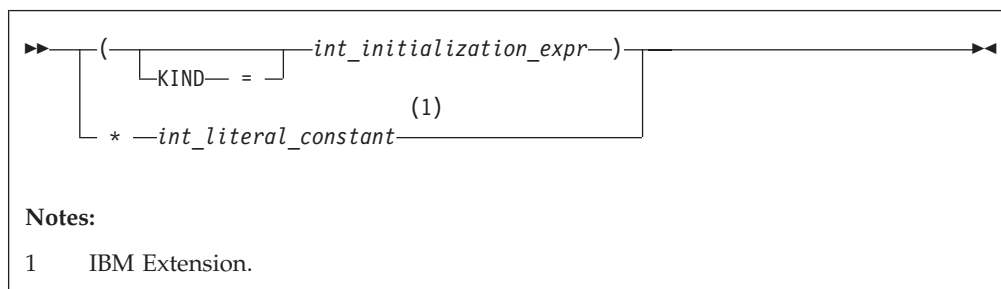 ( int_initialization_expr )
KIND =
(1)
* int_literal_constant
Notes:
1 IBM Extension.